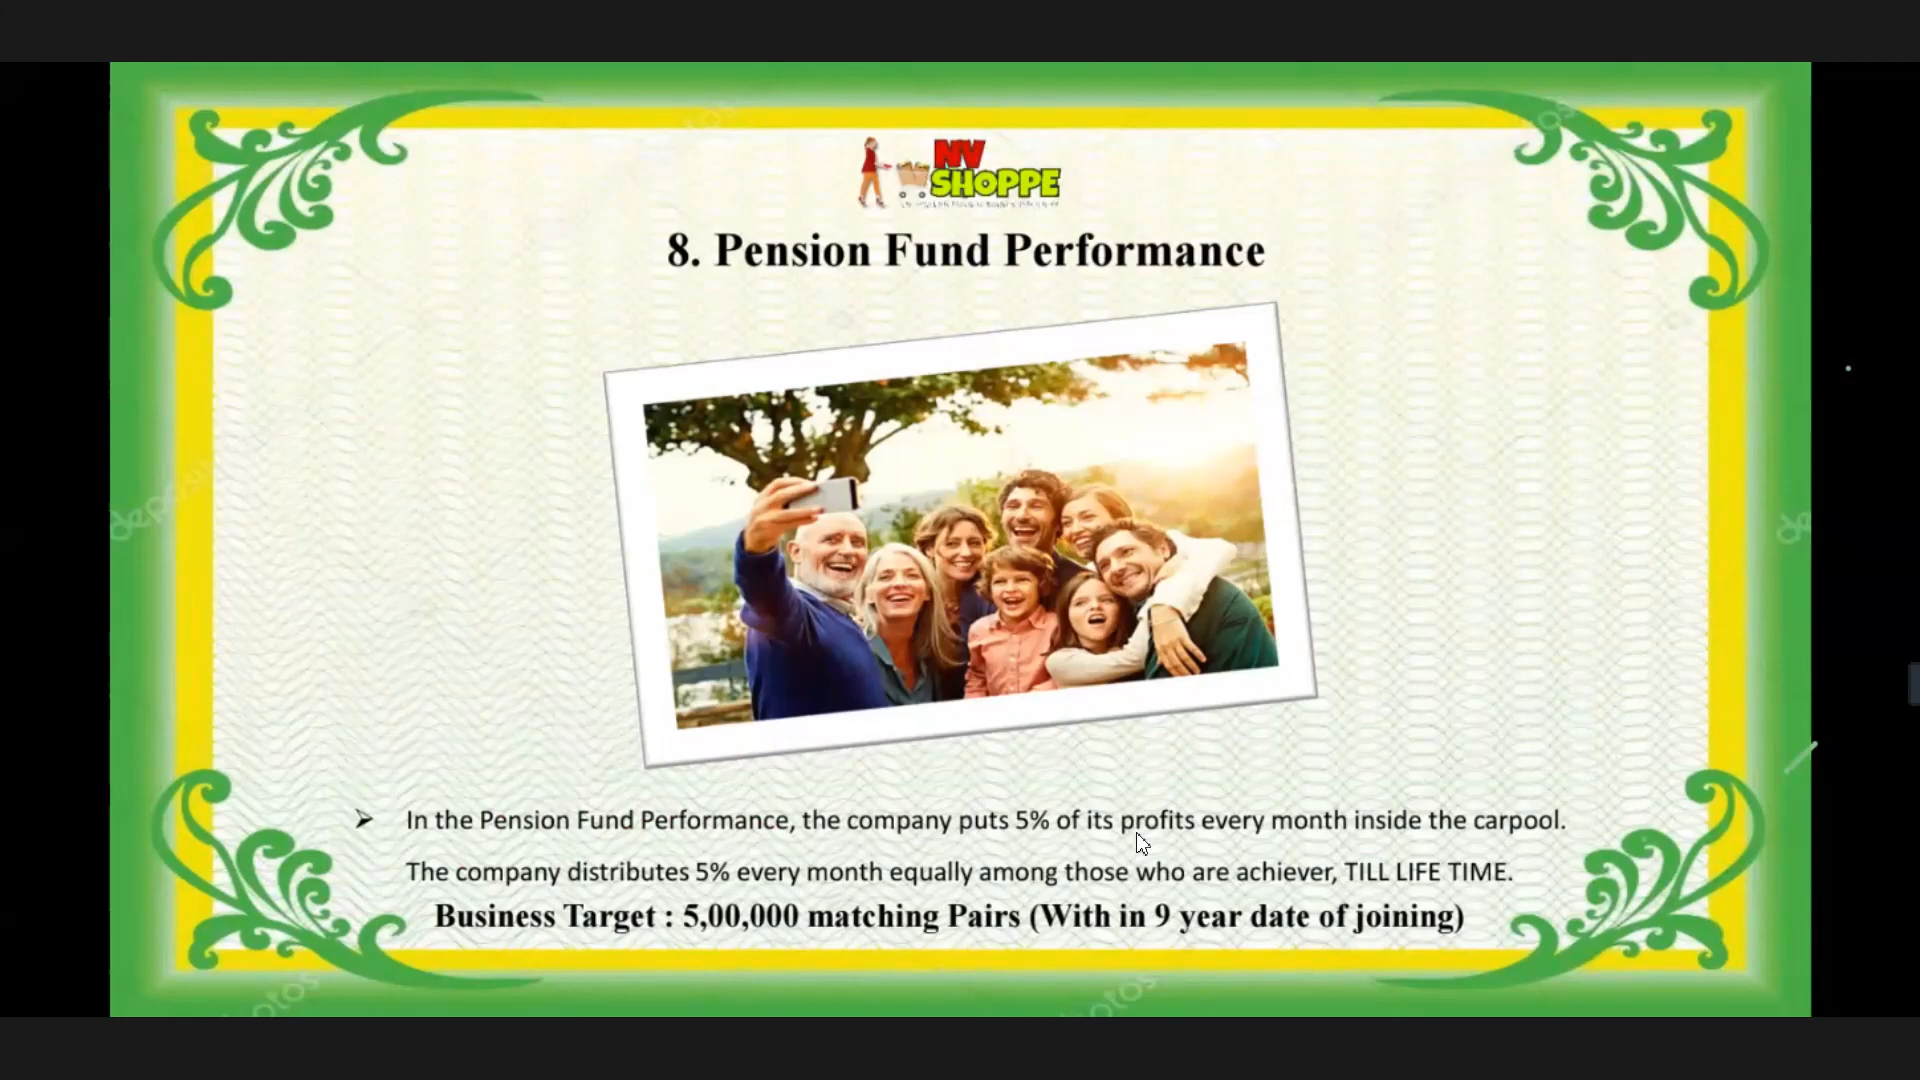 NV
SHOPPE
8. Pension Fund Performance
➢ In the Pension Fund Performance, the company puts 5% of its profits every month inside the carpool.
The company distributes 5% every month equally among those who are achiever, TILL LIFE TIME.
Business Target : 5,00,000 matching Pairs (With in 9 year date of joining)